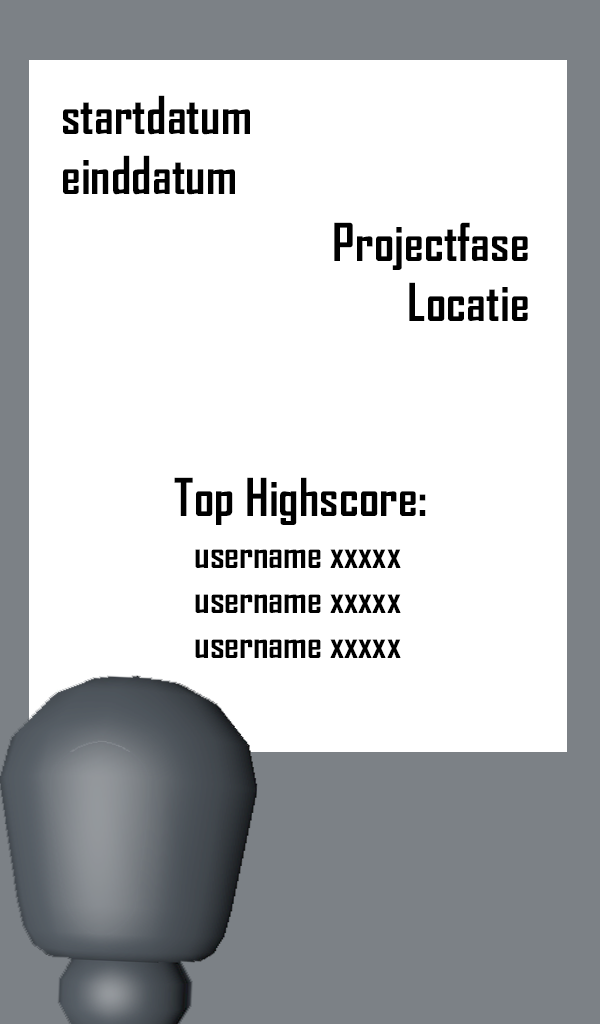 startdatum
einddatum
Projectfase
Locatie
Top Highscore:
username xxxxx
username xxxxx
username xxxxx